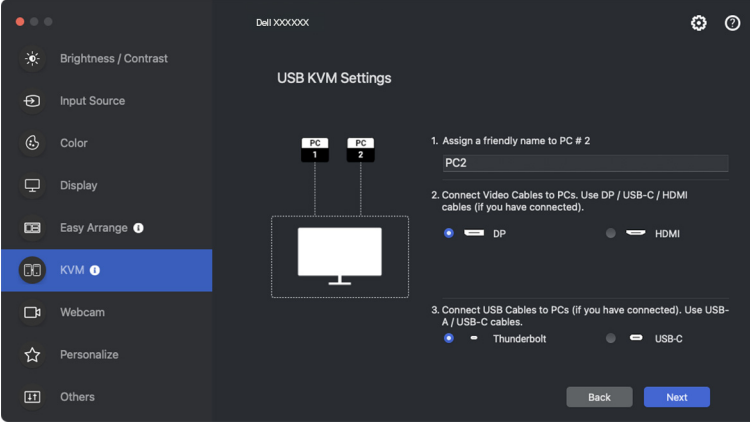 Dell XXXXXX
Brightness / Contrast
Input Source
Color
Display
Easy Arrange
KVM
Webcam
Personalize
Others
USB KVM Settings
PC
1
PC
2
1. Assign a friendly name to PC # 2
PC2
2. Connect Video Cables to PCs. Use DP / USB-C / HDMI
cables (if you have connected).
DP
HDMI
3. Connect USB Cables to PCs (if you have connected). Use USB-
A / USB-C cables.
Thunderbolt
USB-C
Back
Next